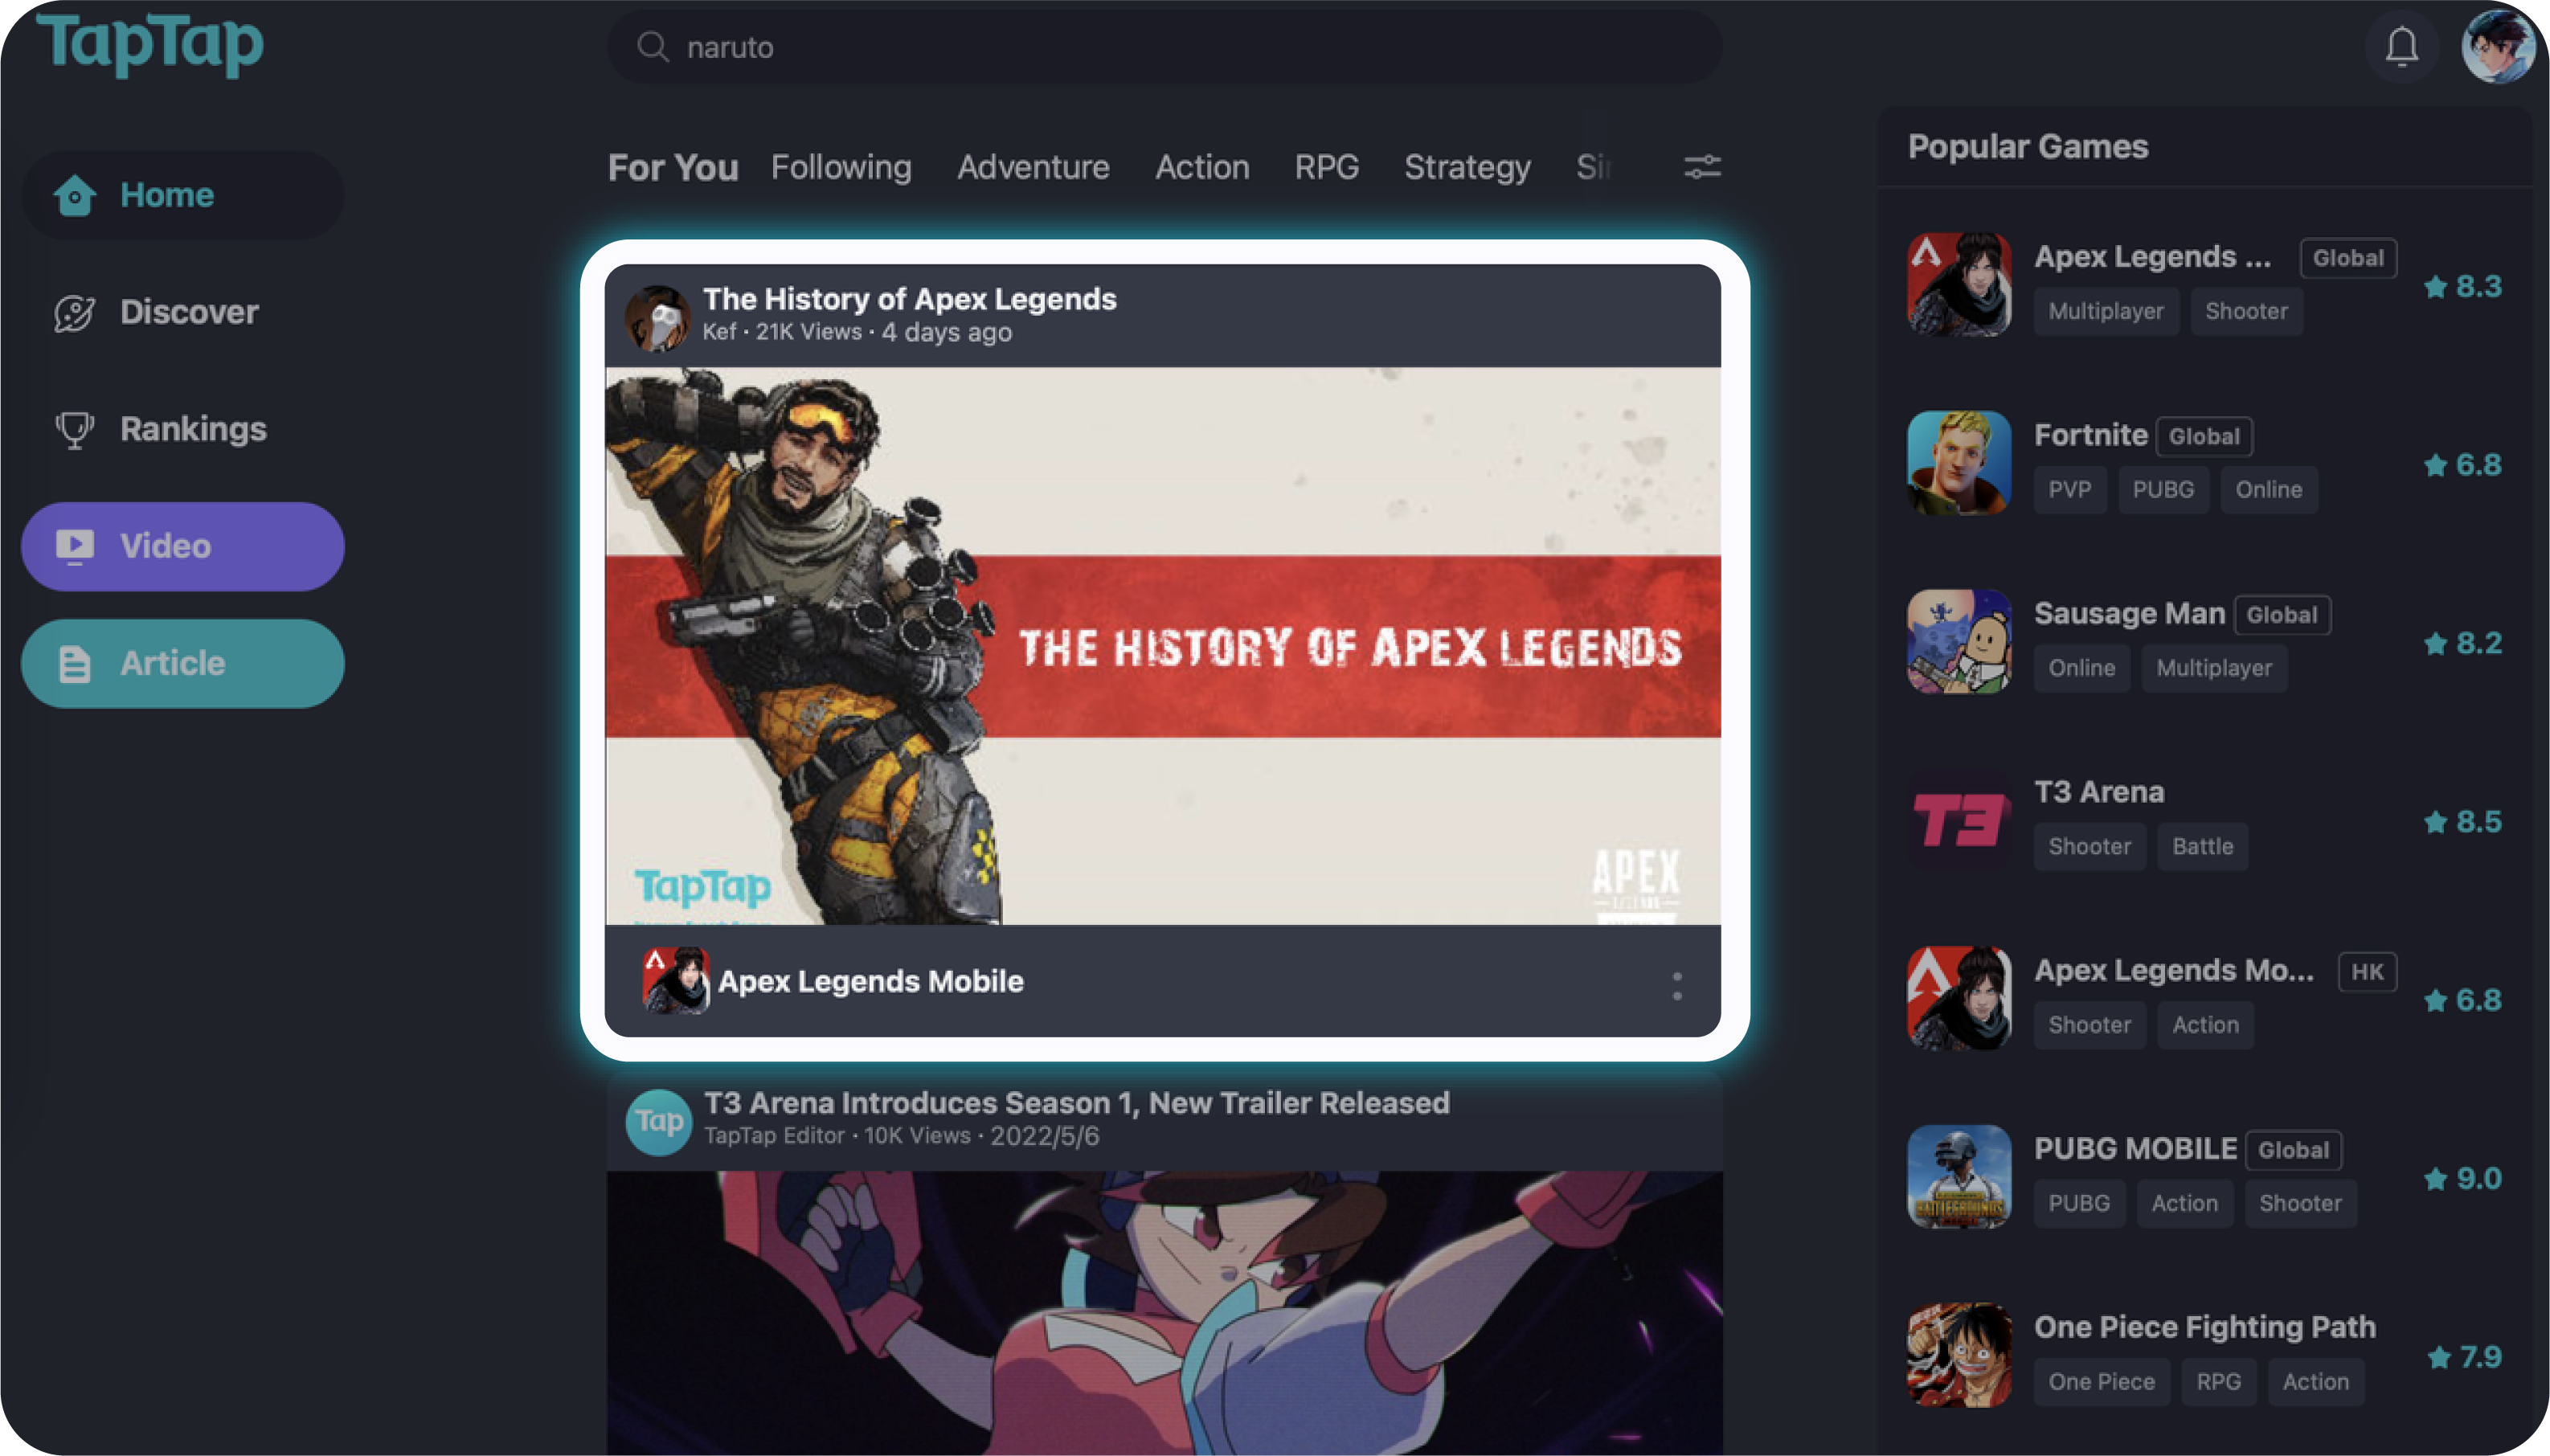 TapTap
naruto
Home
Discover
Rankings
Video
Article
For You Following Adventure Action RPG Strategy
The History of Apex Legends
Kef · 21K Views · 4 days ago
THE HISTORY OF APEX LEGENDS
TapTap
APEX
LEGENDS
Apex Legends Mobile
Tap
T3 Arena Introduces Season 1, New Trailer Released
TapTap Editor · 10K Views · 2022/5/6
Popular Games
Apex Legends ... Global
Multiplayer Shooter
8.3
Fortnite Global
PVP PUBG Online
6.8
Sausage Man Global
Online Multiplayer
8.2
T3
T3 Arena
Shooter Battle
8.5
Apex Legends Mo... HK
Shooter Action
6.8
BATTLEGROUNDS
PUBG MOBILE Global
PUBG Action Shooter
9.0
One Piece Fighting Path
One Piece RPG Action
7.9